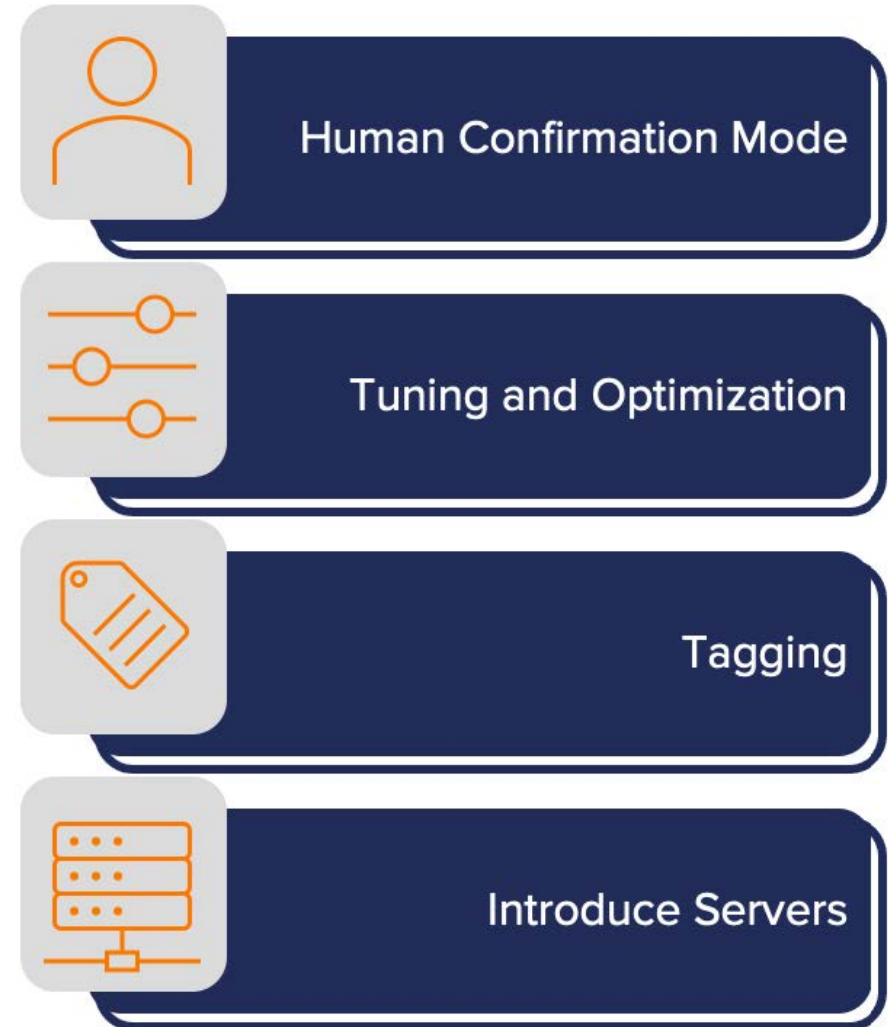 Human Confirmation Mode
Tuning and Optimization
Tagging
Introduce Servers